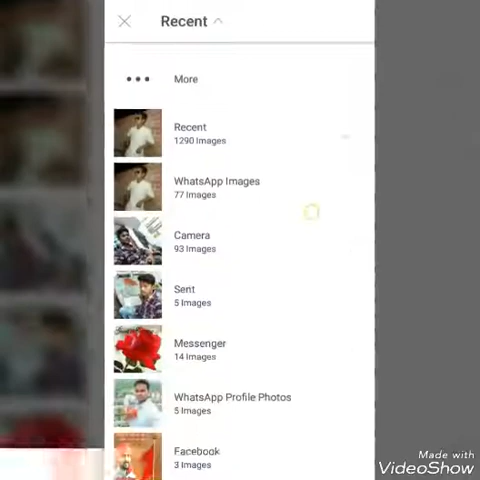 Recent
More
Recent
1290 Images
WhatsApp Images
77 Images
Camera
93 Images
Sent
5 Images
Messenger
14 Images
WhatsApp Profile Photos
5 Images
Facebook
3 Images
Made with
VideoShow